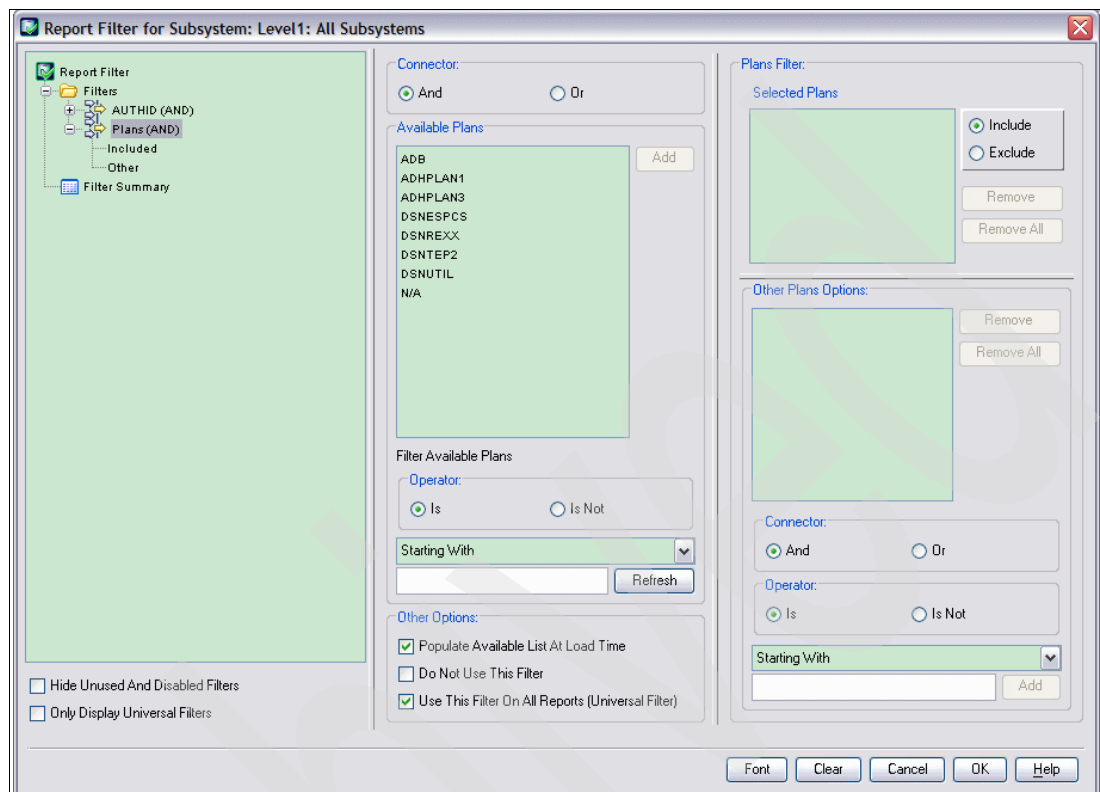 Report Filter for Subsystem: Level1: All Subsystems
Report Filter
Filters
AUTHID (AND)
Plans (AND)
Included
Other
Filter Summary
Hide Unused And Disabled Filters
Only Display Universal Filters
Connector:
And
Or
Available Plans
ADB
ADHPLAN1
ADHPLAN3
DSNESPCS
DSNREXX
DSNTEP2
DSNUTIL
N/A
Add
Filter Available Plans
Operator:
Is
Is Not
Starting With
Refresh
Other Options:
Populate Available List At Load Time
Do Not Use This Filter
Use This Filter On All Reports (Universal Filter)
Plans Filter:
Selected Plans
Include
Exclude
Remove
Remove All
Other Plans Options:
Remove
Remove All
Connector:
And
Or
Operator:
Is
Is Not
Starting With
Add
Font
Clear
Cancel
OK
Help